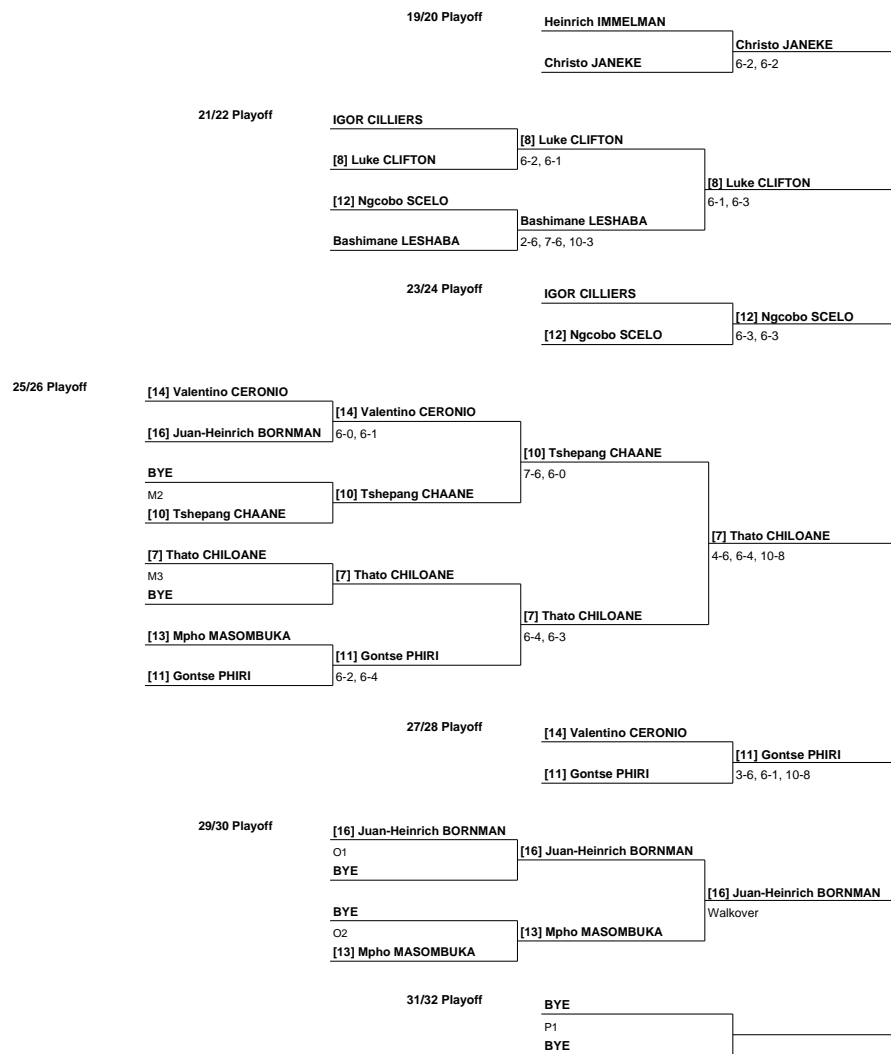 19/20 Playoff
Heinrich IMMELMAN
Christo JANEKE
Christo JANEKE
6-2, 6-2
21/22 Playoff
IGOR CILLIERS
[8] Luke CLIFTON
[8] Luke CLIFTON
6-2, 6-1
[8] Luke CLIFTON
6-1, 6-3
[12] Ngcobo SCELO
Bashimane LESHABA
Bashimane LESHABA
2-6, 7-6, 10-3
23/24 Playoff
IGOR CILLIERS
[12] Ngcobo SCELO
[12] Ngcobo SCELO
6-3, 6-3
25/26 Playoff
[14] Valentino CERONIO
[14] Valentino CERONIO
[16] Juan-Heinrich BORNMAN
6-0, 6-1
[10] Tshepang CHAANE
7-6, 6-0
BYE
M2
[10] Tshepang CHAANE
[10] Tshepang CHAANE
[7] Thato CHILOANE
4-6, 6-4, 10-8
[7] Thato CHILOANE
M3
[7] Thato CHILOANE
BYE
[7] Thato CHILOANE
6-4, 6-3
[13] Mpho MASOMBUKA
[11] Gontse PHIRI
[11] Gontse PHIRI
6-2, 6-4
27/28 Playoff
[14] Valentino CERONIO
[11] Gontse PHIRI
[11] Gontse PHIRI
3-6, 6-1, 10-8
29/30 Playoff
[16] Juan-Heinrich BORNMAN
O1
[16] Juan-Heinrich BORNMAN
BYE
[16] Juan-Heinrich BORNMAN
Walkover
BYE
O2
[13] Mpho MASOMBUKA
[13] Mpho MASOMBUKA
31/32 Playoff
BYE
P1
BYE